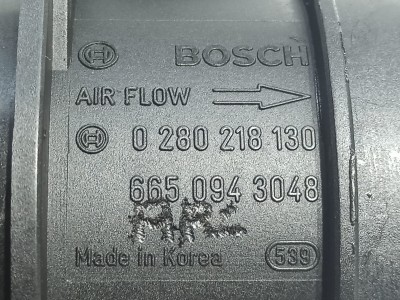 BOSCH
AIR FLOW
0 280 218 130
665 094 3048
Made in Korea 539